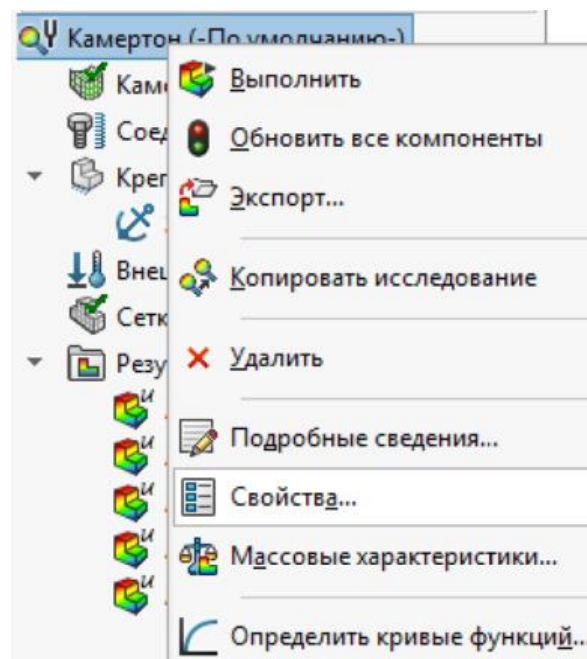 Камертон (-По умолчанию-)
Выполнить
Обновить все компоненты
Экспорт...
Копировать исследование
Удалить
Подробные сведения...
Свойства...
Массовые характеристики...
Определить кривые функций...